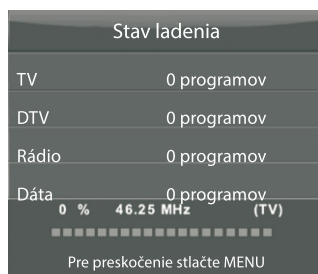 Stav ladenia
TV 0 programov
DTV 0 programov
Rádio 0 programov
Dáta 0 programov
0 % 46.25 MHz (TV)
Pre preskočenie stlačte MENU